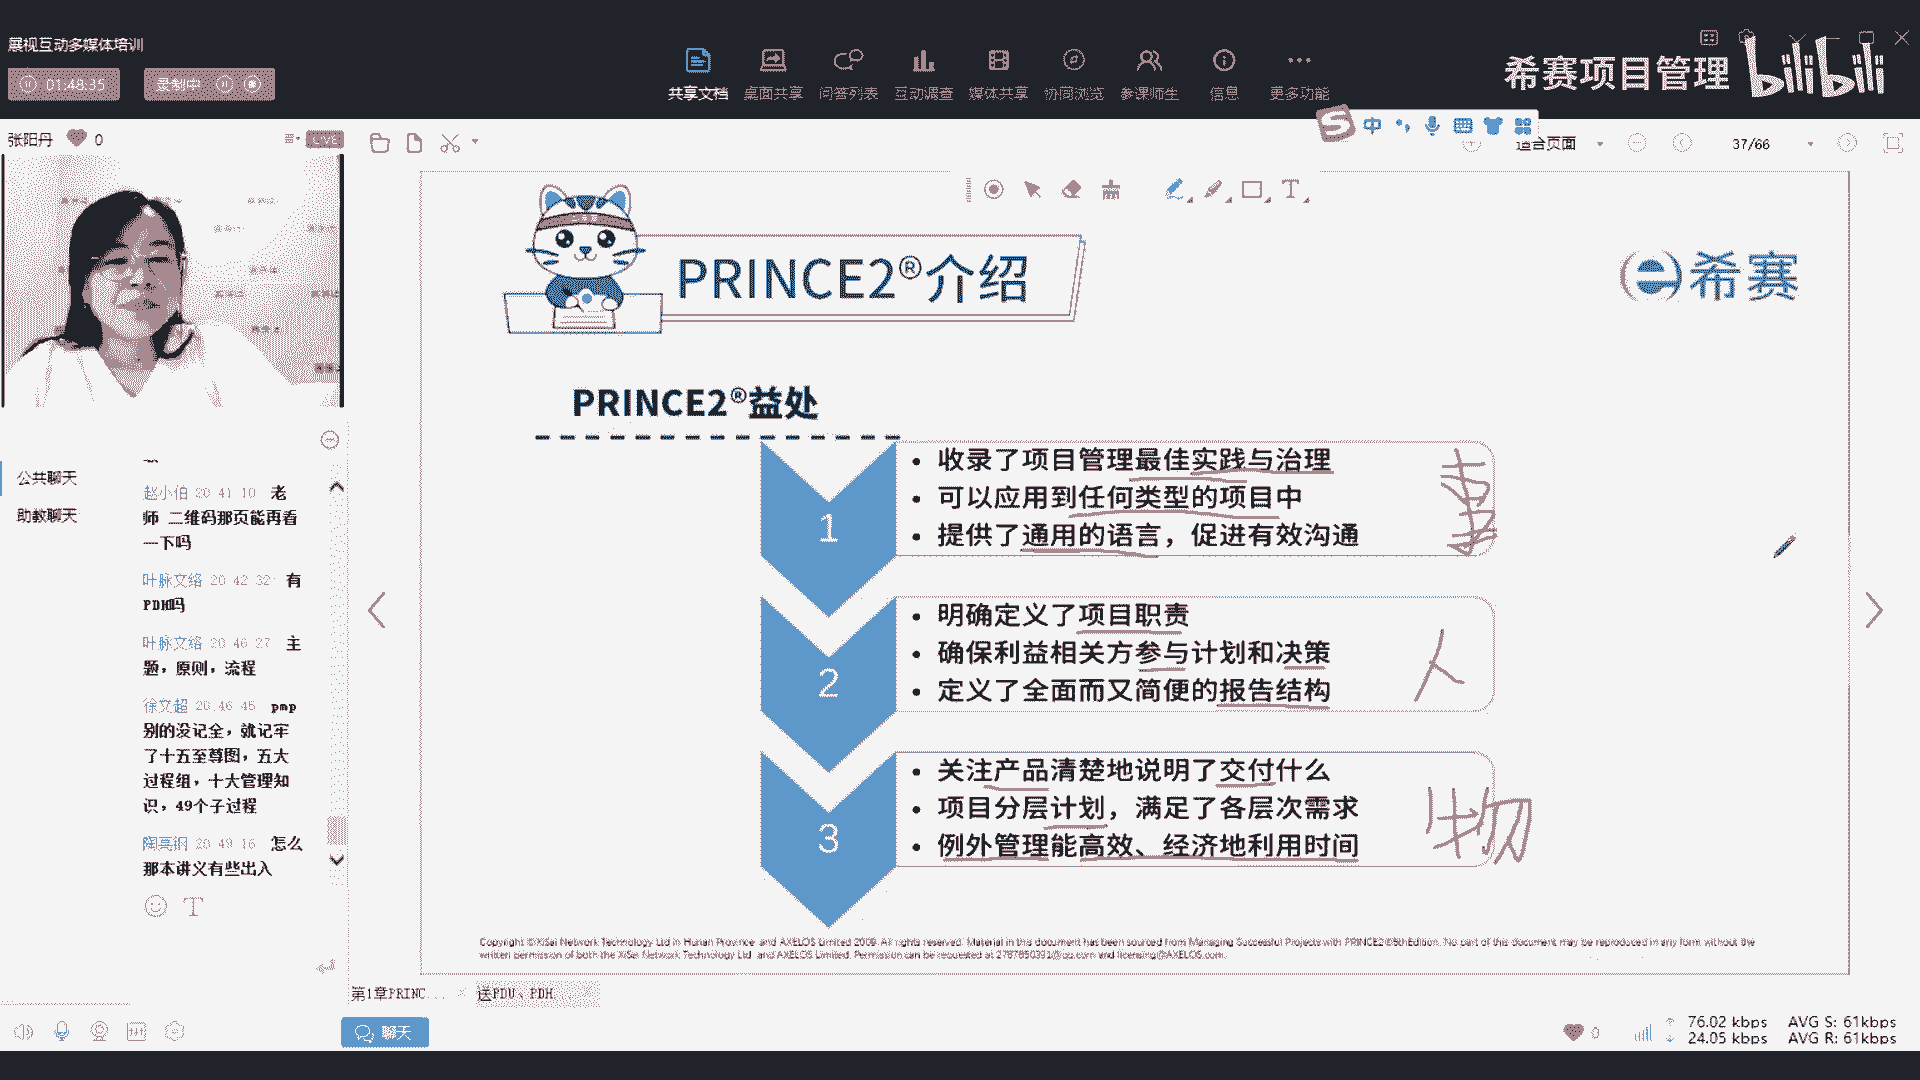 展视互动多媒体培训
01:48:35
录制中
共享文档
桌面共享
问答列表
互动调查
媒体共享
协同浏览
参课师生
信息
更多功能
希赛项目管理
bilibili
张阳丹
0
LIVE
中
适合页面
37/66
PRINCE2®介绍
希赛
PRINCE2®益处
1
• 收录了项目管理最佳实践与治理
• 可以应用到任何类型的项目中
• 提供了通用的语言，促进有效沟通
事
2
• 明确定义了项目职责
• 确保利益相关方参与计划和决策
• 定义了全面而又简便的报告结构
人
3
• 关注产品清楚地说明了交付什么
• 项目分层计划，满足了各层次需求
• 例外管理能高效、经济地利用时间
物
公共聊天
助教聊天
赵小伯 20:41:10 老
师 二维码那页能再看
一下吗
叶脉文络 20:42:32 有
PDH吗
叶脉文络 20:46:27 主
题，原则，流程
徐文超 20:46:45 pmp
别的没记全，就记牢
了十五至尊图，五大
过程组，十大管理知
识，49个子过程
陶亮钢 20:49:16 怎么
那本讲义有些出入
Copyright © XiSai Network Technology Ltd in Hunan Province and AXELOS Limited 2009. All rights reserved. Material in this document has been sourced from Managing Successful Projects with PRINCE2®5th Edition. No part of this document may be reproduced in any form without the
written permission of both the XiSai Network Technology Ltd and AXELOS Limited. Permission can be requested at 2787850391@qq.com and licensing@AXELOS.com.
第1章PRINC...
送PDU、PDH
聊天
0
76.02 kbps
AVG S: 61kbps
24.05 kbps
AVG R: 61kbps